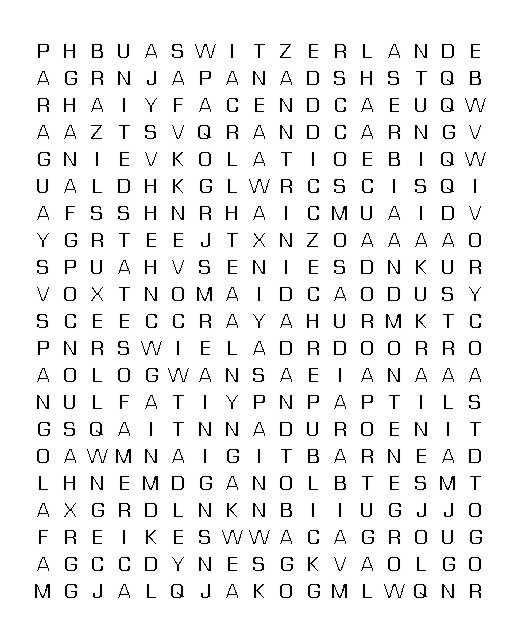 P H B U A S W I T Z E R L A N D E
A G R N J A P A N A D S H S T Q B
R H A I Y F A C E N D C A E U Q W
A A Z T S V Q R A N D C A R N G V
G N I E V K O L A T I O E B I Q W
U A L D H K G L W R C S C I S Q I
A F S S H N R H A I C M U A I D V
Y G R T E E J T X N Z O A A A A O
S P U A H V S E N I E S D N K U R
V O X T N O M A I D C A O D U S Y
S C E E C C R A Y A H U R M K T C
P N R S W I E L A D R D O O R R O
A O L O G W A N S A E I A N A A A
N U L F A T I Y P N P A P T I L S
G S Q A I T N N A D U R O E N I T
O A W M N A I G I T B A R N E A D
L H N E M D G A N O L B T E S M T
A X G R D L N K N B I I U G J J O
F R E I K E S W W A C A G R O U G
A G C C D Y N E S G K V A O L G O
M G J A L Q J A K O G M L W Q N R